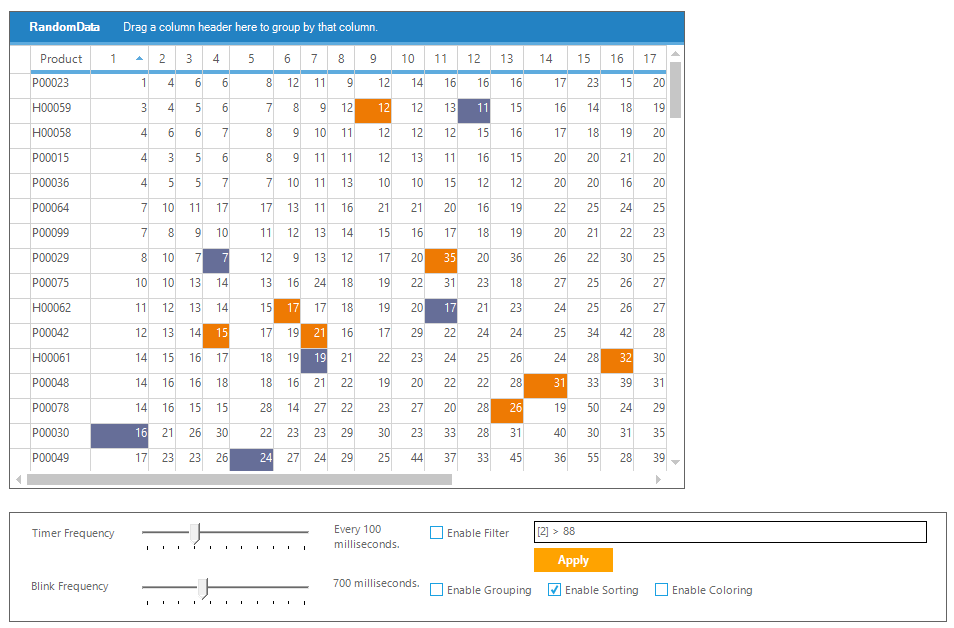 RandomData Drag a column header here to group by that column.
Product 1 2 3 4 5 6 7 8 9 10 11 12 13 14 15 16 17
P00023 1 4 6 6 8 12 11 9 12 14 16 16 16 17 23 15 20
H00059 3 4 5 6 7 8 9 12 12 12 13 11 15 16 14 18 19
H00058 4 6 6 7 8 9 10 11 12 12 12 15 16 17 18 19 20
P00015 4 3 5 6 8 9 11 11 12 13 11 16 15 20 20 21 20
P00036 4 5 5 7 7 10 11 13 10 10 15 12 12 20 20 16 20
P00064 7 10 11 17 17 13 11 16 21 21 20 16 19 22 25 24 25
P00099 7 8 9 10 11 12 13 14 15 16 17 18 19 20 21 22 23
P00029 8 10 7 7 12 9 13 12 17 20 35 20 36 26 22 30 25
P00075 10 10 13 14 13 16 24 18 19 22 31 23 18 27 25 26 27
H00062 11 12 13 14 15 17 17 18 19 20 17 21 23 24 25 26 27
P00042 12 13 14 15 17 19 21 16 17 29 22 24 24 25 34 42 28
H00061 14 15 16 17 18 19 19 21 22 23 24 25 26 24 28 32 30
P00048 14 16 16 18 18 16 21 22 19 20 22 22 28 31 33 39 31
P00078 14 16 15 15 28 14 27 22 23 27 20 28 26 19 50 24 29
P00030 16 21 26 30 22 23 23 29 30 23 33 28 31 40 30 31 35
P00049 17 23 23 26 24 27 24 29 25 44 37 33 45 36 55 28 39
Timer Frequency Every 100 milliseconds. Enable Filter [2] > 88
Apply
Blink Frequency 700 milliseconds. Enable Grouping Enable Sorting Enable Coloring